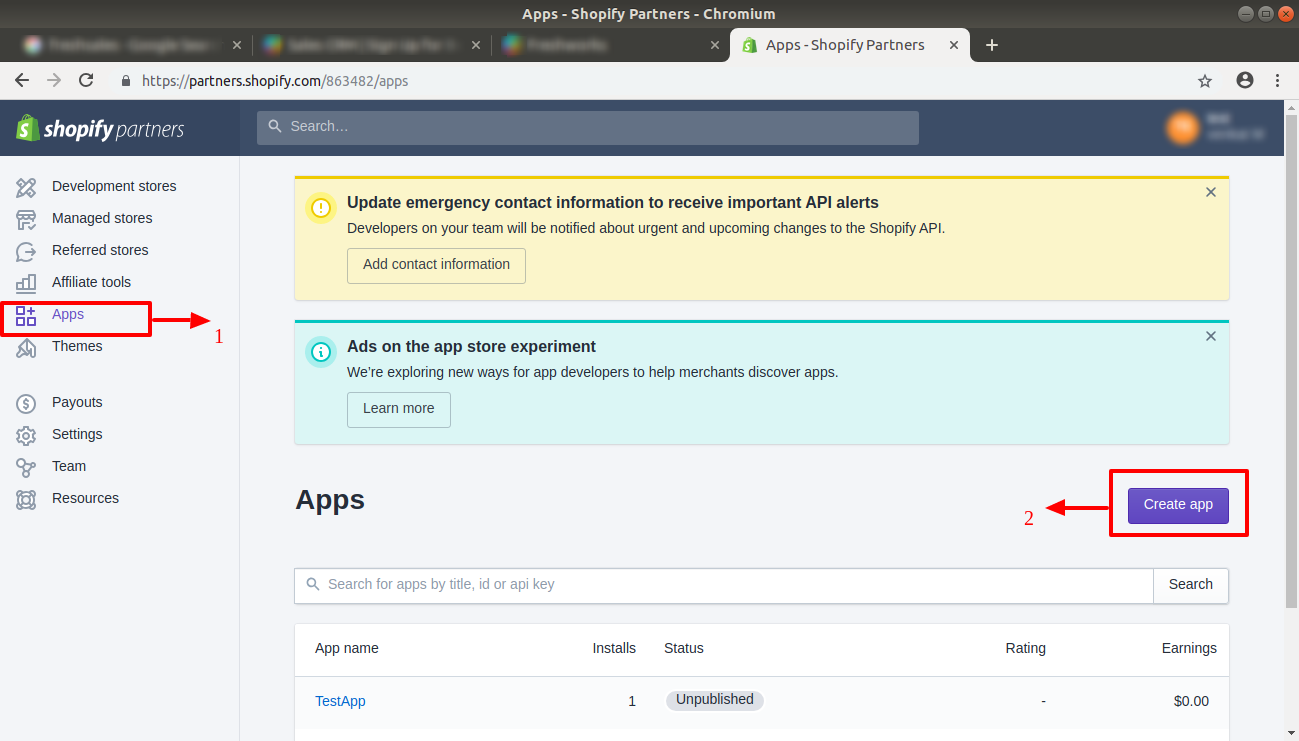 Apps - Shopify Partners - Chromium
Apps - Shopify Partners
https://partners.shopify.com/863482/apps
shopify partners
Search…
Development stores
Managed stores
Referred stores
Affiliate tools
Apps
1
Themes
Payouts
Settings
Team
Resources
Update emergency contact information to receive important API alerts
Developers on your team will be notified about urgent and upcoming changes to the Shopify API.
Add contact information
Ads on the app store experiment
We’re exploring new ways for app developers to help merchants discover apps.
Learn more
Apps
2
Create app
Search for apps by title, id or api key
Search
App name Installs Status Rating Earnings
TestApp 1 Unpublished - $0.00